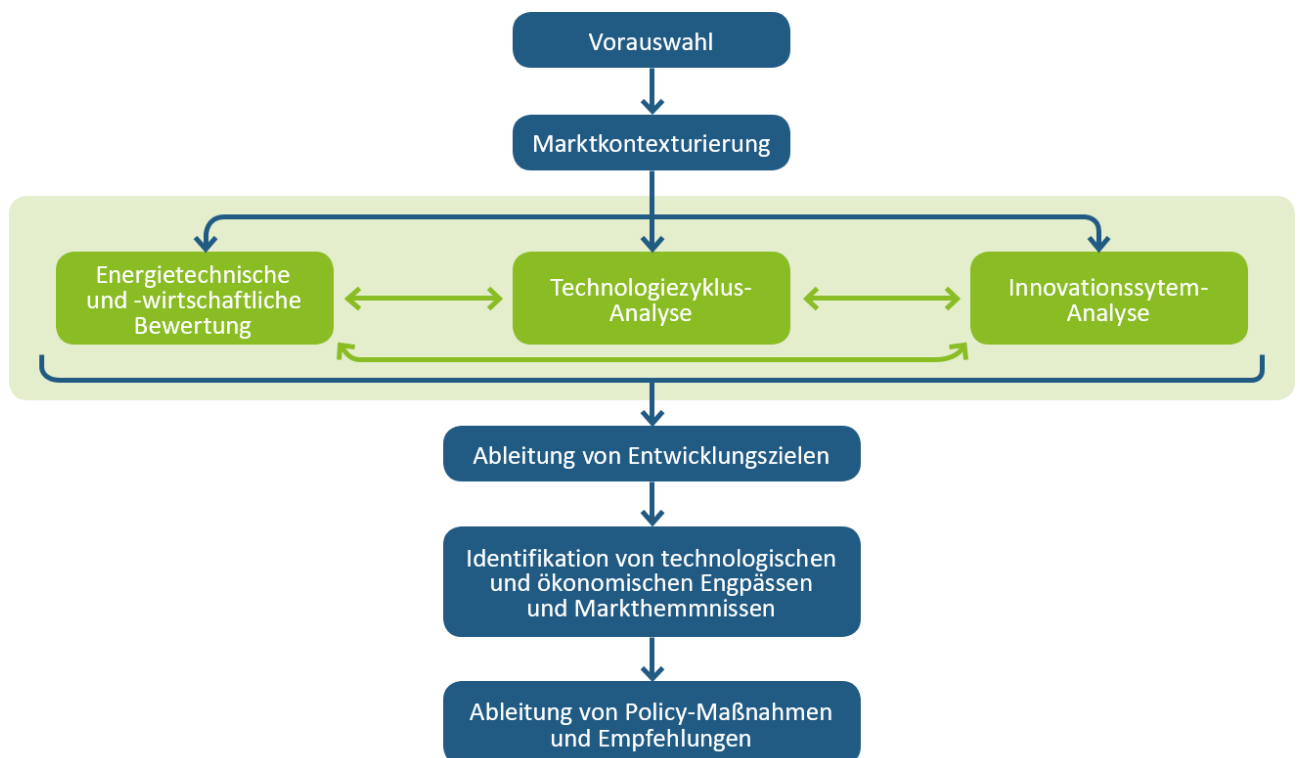 Vorauswahl
Marktkontexturierung
Energietechnische
und -wirtschaftliche
Bewertung
Technologiezyklus-
Analyse
Innovationssytem-
Analyse
Ableitung von Entwicklungszielen
Identifikation von technologischen
und ökonomischen Engpässen
und Markthemmnissen
Ableitung von Policy-Maßnahmen
und Empfehlungen